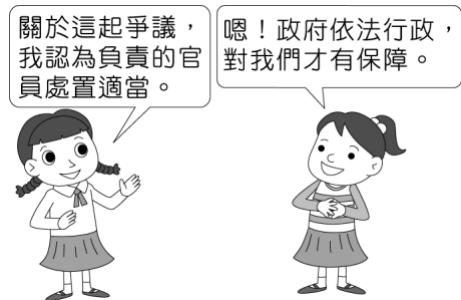 關於這起爭議，
我認為負責的官
員處置適當。
嗯！政府依法行政，
對我們才有保障。